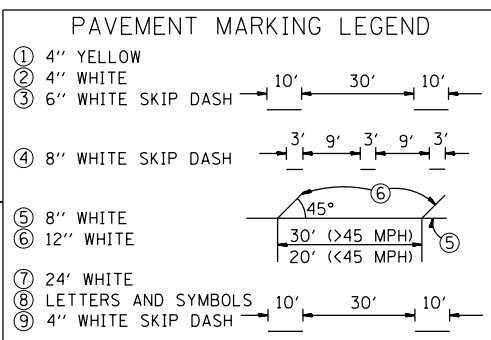 PAVEMENT MARKING LEGEND
① 4'' YELLOW
② 4'' WHITE
③ 6'' WHITE SKIP DASH
10' 30' 10'
3' 9' 3' 9' 3'
④ 8'' WHITE SKIP DASH
⑥
45°
⑤ 8'' WHITE
⑥ 12'' WHITE
30' (>45 MPH)
⑤
20' (<45 MPH)
⑦ 24' WHITE
⑧ LETTERS AND SYMBOLS
⑨ 4'' WHITE SKIP DASH
10' 30' 10'